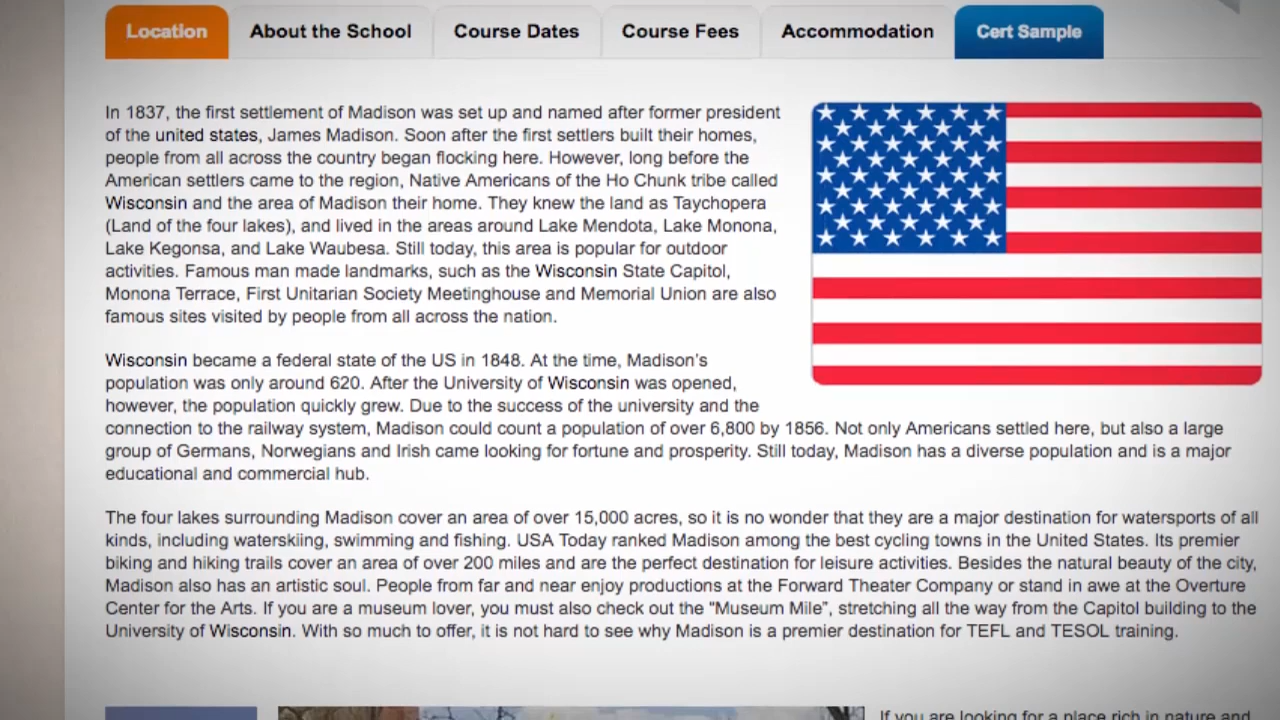 Location
About the School
Course Dates
Course Fees
Accommodation
Cert Sample
In 1837, the first settlement of Madison was set up and named after former president
of the united states, James Madison. Soon after the first settlers built their homes,
people from all across the country began flocking here. However, long before the
American settlers came to the region, Native Americans of the Ho Chunk tribe called
Wisconsin and the area of Madison their home. They knew the land as Taychopera
(Land of the four lakes), and lived in the areas around Lake Mendota, Lake Monona,
Lake Kegonsa, and Lake Waubesa. Still today, this area is popular for outdoor
activities. Famous man made landmarks, such as the Wisconsin State Capitol,
Monona Terrace, First Unitarian Society Meetinghouse and Memorial Union are also
famous sites visited by people from all across the nation.
Wisconsin became a federal state of the US in 1848. At the time, Madison's
population was only around 620. After the University of Wisconsin was opened,
however, the population quickly grew. Due to the success of the university and the
connection to the railway system, Madison could count a population of over 6,800 by 1856. Not only Americans settled here, but also a large
group of Germans, Norwegians and Irish came looking for fortune and prosperity. Still today, Madison has a diverse population and is a major
educational and commercial hub.
The four lakes surrounding Madison cover an area of over 15,000 acres, so it is no wonder that they are a major destination for watersports of all
kinds, including waterskiing, swimming and fishing. USA Today ranked Madison among the best cycling towns in the United States. Its premier
biking and hiking trails cover an area of over 200 miles and are the perfect destination for leisure activities. Besides the natural beauty of the city,
Madison also has an artistic soul. People from far and near enjoy productions at the Forward Theater Company or stand in awe at the Overture
Center for the Arts. If you are a museum lover, you must also check out the "Museum Mile", stretching all the way from the Capitol building to the
University of Wisconsin. With so much to offer, it is not hard to see why Madison is a premier destination for TEFL and TESOL training.
If you are looking for a place rich in nature and